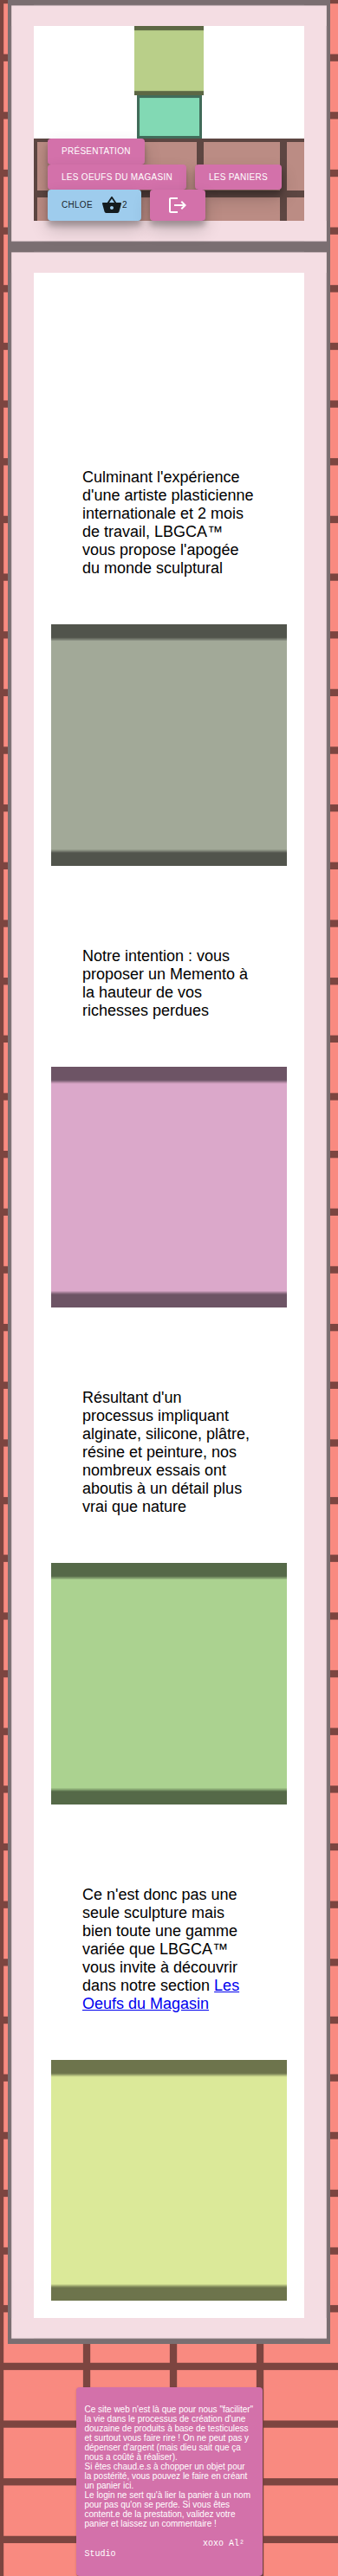 PRÉSENTATION
LES OEUFS DU MAGASIN LES PANIERS
CHLOE 2
Culminant l'expérience
d'une artiste plasticienne
internationale et 2 mois
de travail, LBGCA™
vous propose l'apogée
du monde sculptural
Notre intention : vous
proposer un Memento à
la hauteur de vos
richesses perdues
Résultant d'un
processus impliquant
alginate, silicone, plâtre,
résine et peinture, nos
nombreux essais ont
aboutis à un détail plus
vrai que nature
Ce n'est donc pas une
seule sculpture mais
bien toute une gamme
variée que LBGCA™
vous invite à découvrir
dans notre section Les
Oeufs du Magasin
Ce site web n'est là que pour nous "faciliter"
la vie dans le processus de création d'une
douzaine de produits à base de testiculess
et surtout vous faire rire ! On ne peut pas y
dépenser d'argent (mais dieu sait que ça
nous a coûté à réaliser).
Si êtes chaud.e.s à chopper un objet pour
la postérité, vous pouvez le faire en créant
un panier ici.
Le login ne sert qu'à lier la panier à un nom
pour pas qu'on se perde. Si vous êtes
content.e de la prestation, validez votre
panier et laissez un commentaire !
xoxo Al²
Studio